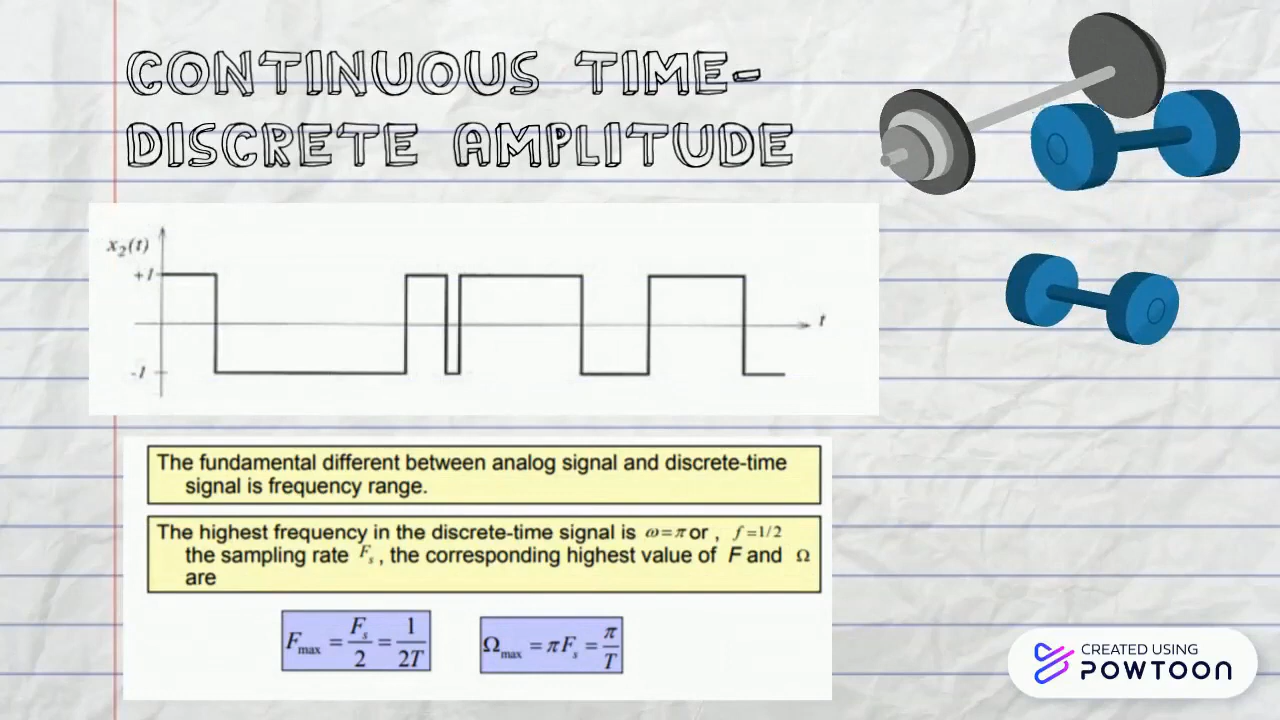 CONTINUOUS TIME-
DISCRETE AMPLITUDE
x₂(t)
+1
t
-1
The fundamental different between analog signal and discrete-time
signal is frequency range.
The highest frequency in the discrete-time signal is ω=π or , f=1/2
the sampling rate Fₛ, the corresponding highest value of F and Ω
are
F_max = Fₛ/2 = 1/2T
Ω_max = πFₛ = π/T
CREATED USING
POWTOON